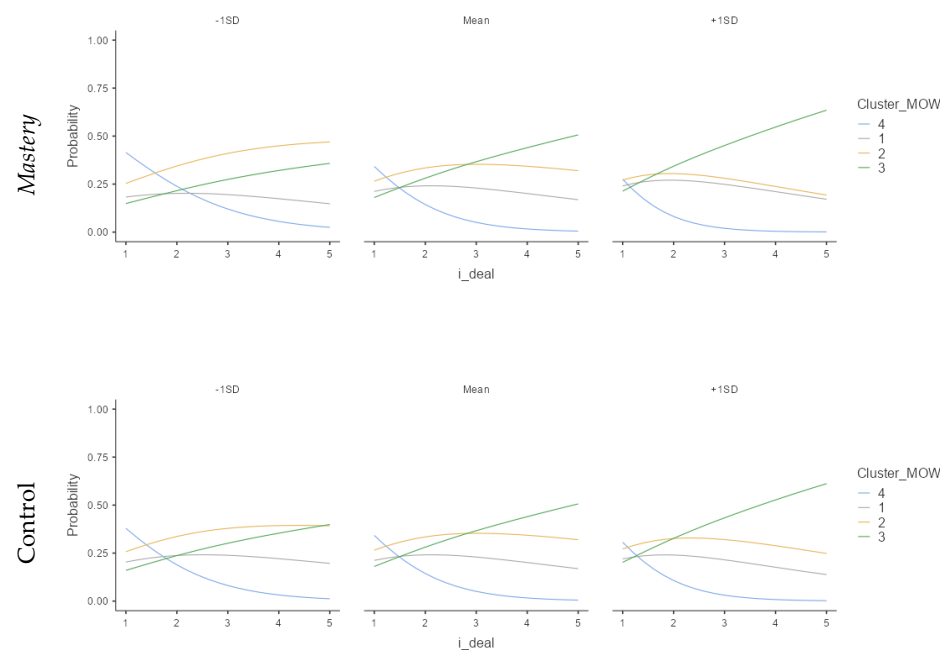 -1SD Mean +1SD
1.00
0.75
0.50
0.25
0.00
Probability
Mastery
1 2 3 4 5 1 2 3 4 5 1 2 3 4 5
i_deal
Cluster_MOW
4
1
2
3
-1SD Mean +1SD
1.00
0.75
0.50
0.25
0.00
Probability
Control
1 2 3 4 5 1 2 3 4 5 1 2 3 4 5
i_deal
Cluster_MOW
4
1
2
3